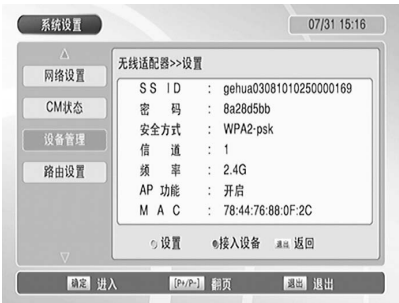 系统设置
07/31 15:16
网络设置
CM状态
设备管理
路由设置
无线适配器>>设置
SS ID : gehua03081010250000169
密 码 : 8a28d5bb
安全方式 : WPA2-psk
信 道 : 1
频 率 : 2.4G
AP 功能 : 开启
M A C : 78:44:76:88:0F:2C
设置 接入设备 退出 返回
确定 进入 [P+/P-] 翻页 退出 退出